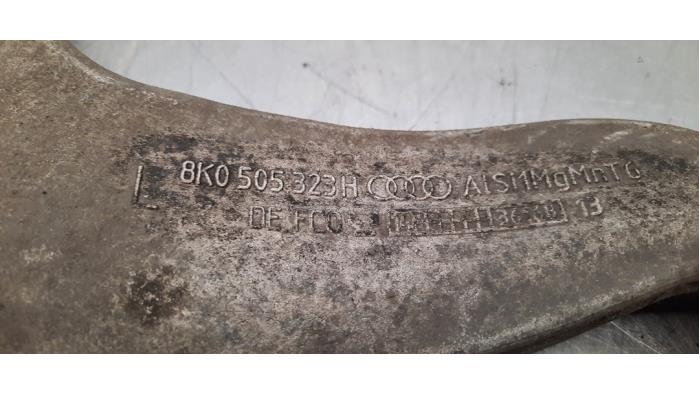 L 8K0 505 323H AlSi1MgMnT6
DE FCO 13